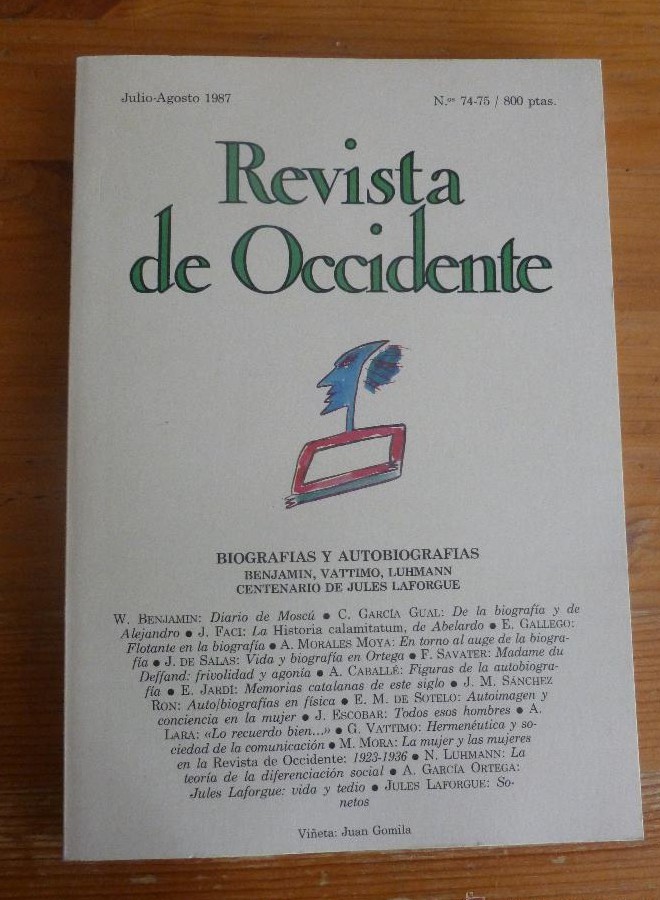 Julio-Agosto 1987
N.os 74-75 / 800 ptas.
Revista
de Occidente
BIOGRAFIAS Y AUTOBIOGRAFIAS
BENJAMIN, VATTIMO, LUHMANN
CENTENARIO DE JULES LAFORGUE
W. BENJAMIN: Diario de Moscú ● C. GARCÍA GUAL: De la biografía y de
Alejandro ● J. FACI: La Historia calamitatum, de Abelardo ● E. GALLEGO:
Flotante en la biografía ● A. MORALES MOYA: En torno al auge de la biogra-
fía ● J. DE SALAS: Vida y biografía en Ortega ● F. SAVATER: Madame du
Deffand: frivolidad y agonía ● A. CABALLÉ: Figuras de la autobiogra-
fía ● E. JARDI: Memorias catalanas de este siglo ● J. M. SÁNCHEZ
RON: Auto/biografías en física ● E. M. DE SOTELO: Autoimagen y
conciencia en la mujer ● J. ESCOBAR: Todos esos hombres ● A.
LARA: «Lo recuerdo bien...» ● G. VATTIMO: Hermenéutica y so-
ciedad de la comunicación ● M. MORA: La mujer y las mujeres
en la Revista de Occidente: 1923-1936 ● N. LUHMANN: La
teoría de la diferenciación social ● A. GARCÍA ORTEGA:
Jules Laforgue: vida y tedio ● JULES LAFORGUE: So-
netos
Viñeta: Juan Gomila